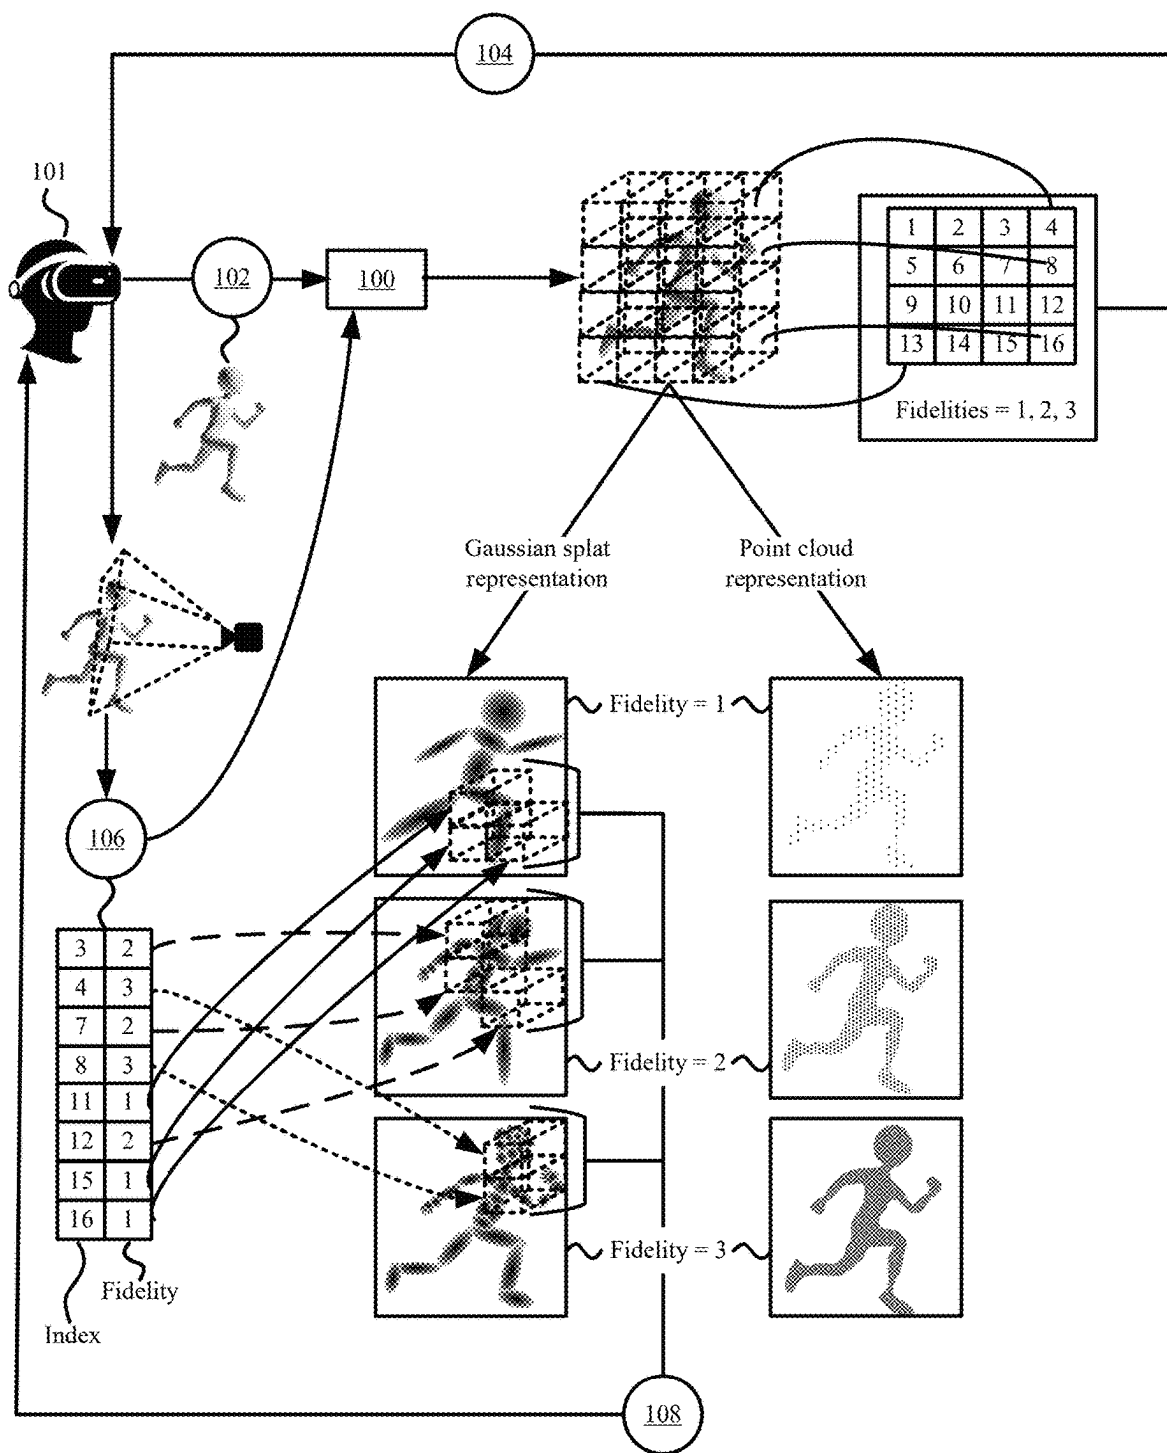 104
101
102
100
1 2 3 4
5 6 7 8
9 10 11 12
13 14 15 16
Fidelities = 1, 2, 3
Gaussian splat
representation
Point cloud
representation
Fidelity = 1
106
3 2
4 3
7 2
8 3
11 1
12 2
15 1
16 1
Fidelity = 2
Fidelity = 3
Fidelity
Index
108